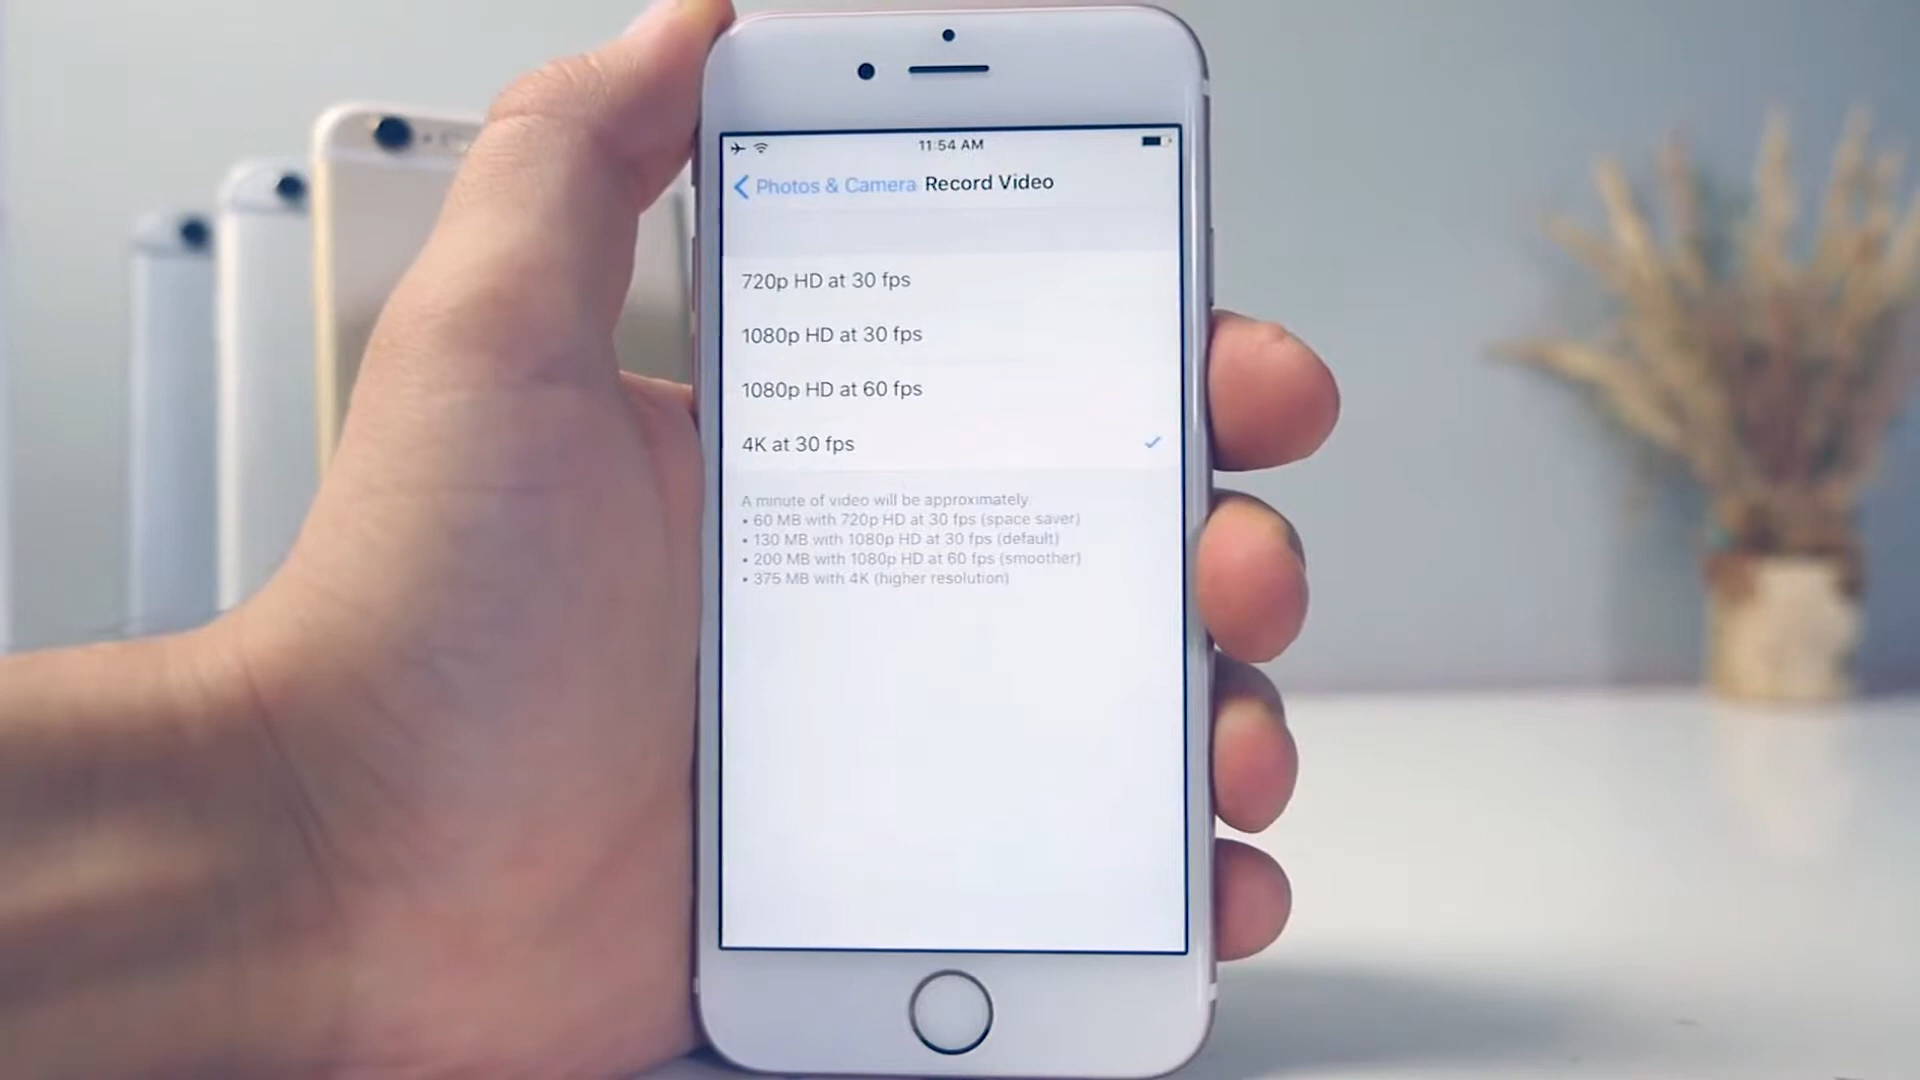 11:54 AM
Photos & Camera Record Video
720p HD at 30 fps
1080p HD at 30 fps
1080p HD at 60 fps
4K at 30 fps
A minute of video will be approximately
• 60 MB with 720p HD at 30 fps (space saver)
• 130 MB with 1080p HD at 30 fps (default)
• 200 MB with 1080p HD at 60 fps (smoother)
• 375 MB with 4K (higher resolution)